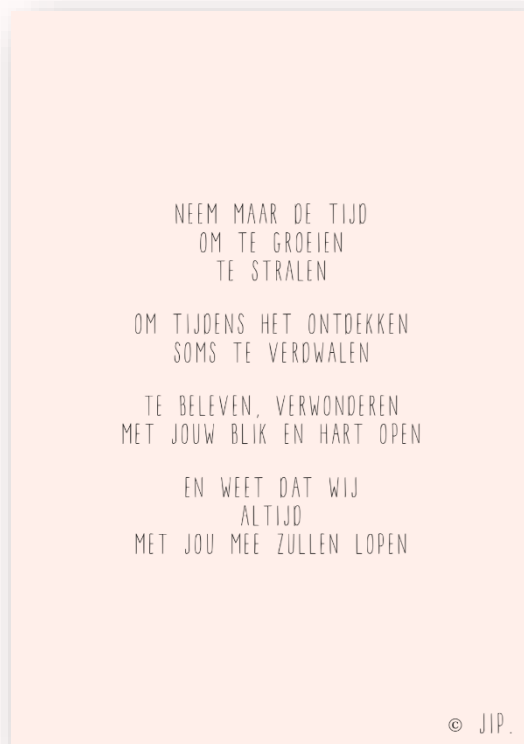 NEEM MAAR DE TIJD
OM TE GROEIEN
TE STRALEN
OM TIJDENS HET ONTDEKKEN
SOMS TE VERDWALEN
TE BELEVEN, VERWONDEREN
MET JOUW BLIK EN HART OPEN
EN WEET DAT WIJ
ALTIJD
MET JOU MEE ZULLEN LOPEN
© JIP.